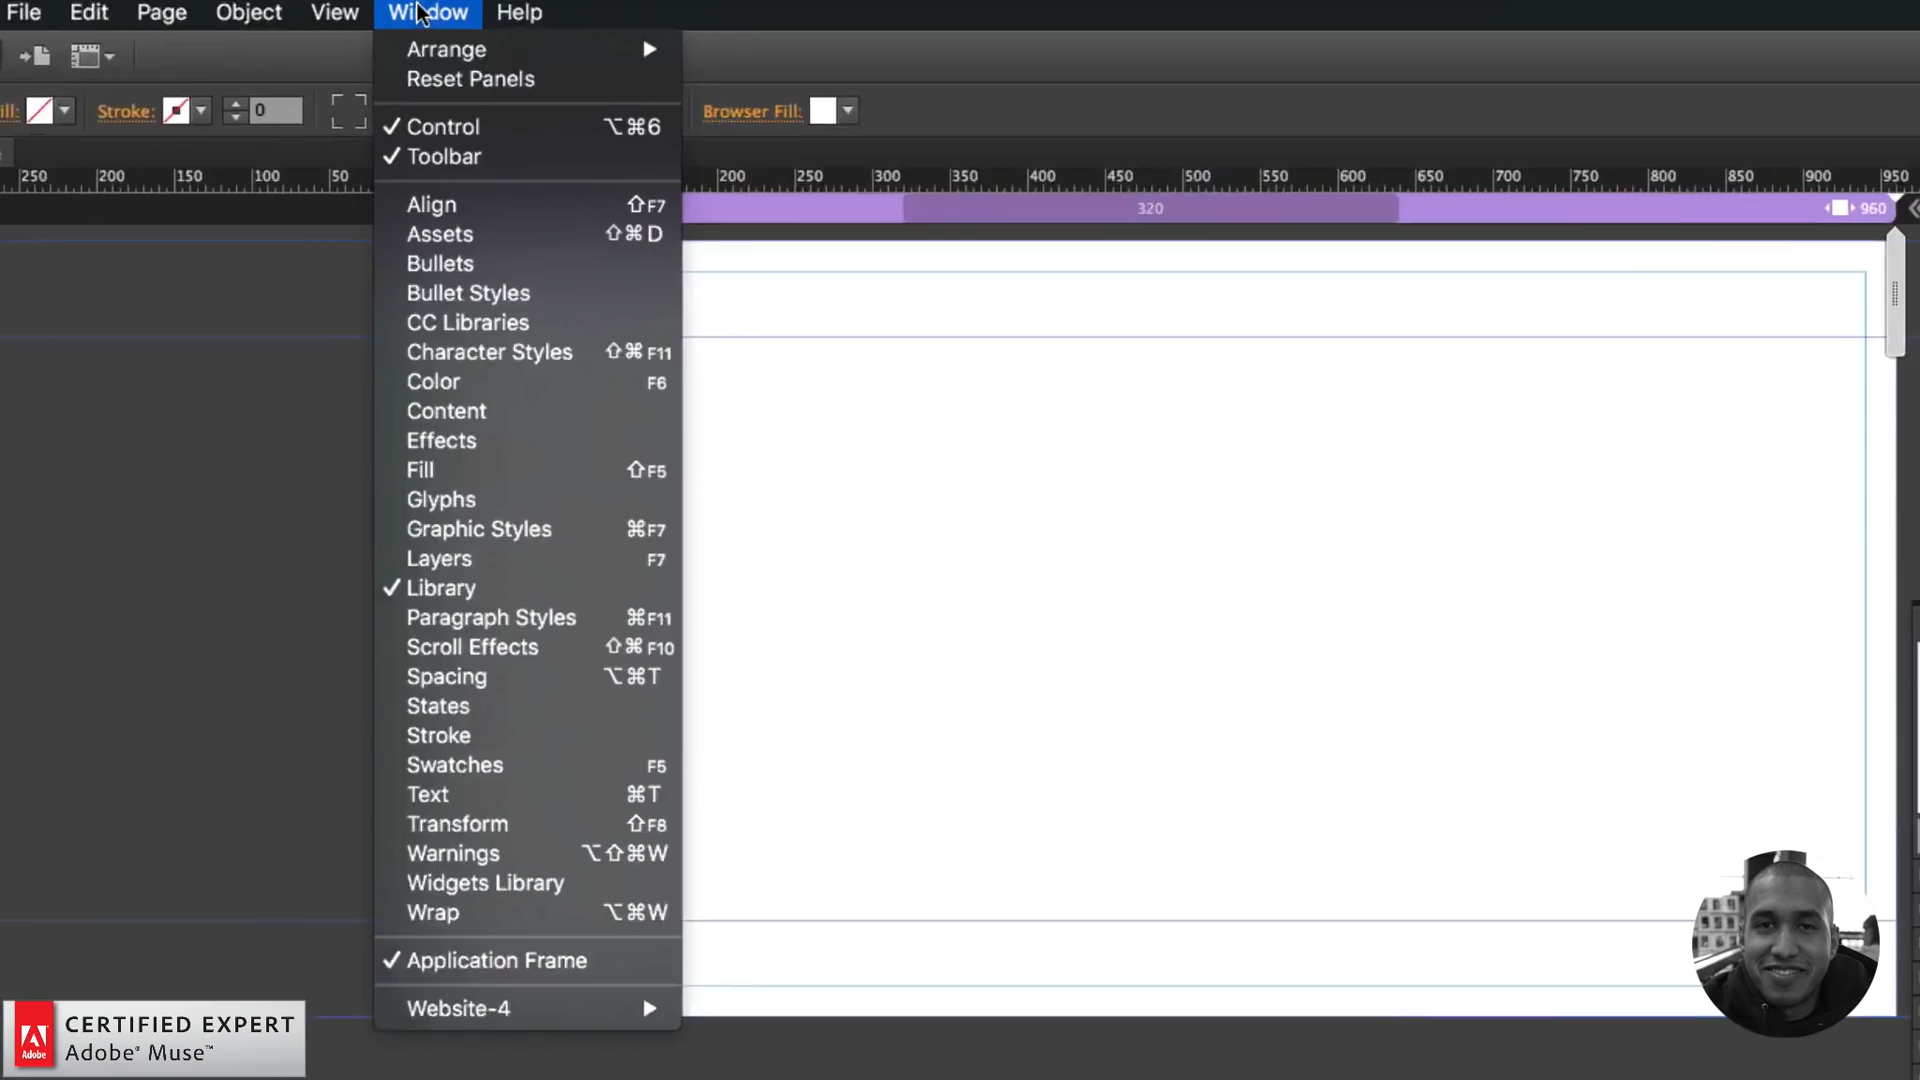 File Edit Page Object View Window Help
ill: Stroke: 0 Browser Fill:
250 200 150 100 50 200 250 300 350 400 450 500 550 600 650 700 750 800 850 900 950
320 960
Arrange
Reset Panels
✓ Control ⌥⌘6
✓ Toolbar
Align ⇧F7
Assets ⇧⌘D
Bullets
Bullet Styles
CC Libraries
Character Styles ⇧⌘F11
Color F6
Content
Effects
Fill ⇧F5
Glyphs
Graphic Styles ⌘F7
Layers F7
✓ Library
Paragraph Styles ⌘F11
Scroll Effects ⇧⌘F10
Spacing ⌥⌘T
States
Stroke
Swatches F5
Text ⌘T
Transform ⇧F8
Warnings ⌥⇧⌘W
Widgets Library
Wrap ⌥⌘W
✓ Application Frame
Website-4
CERTIFIED EXPERT
Adobe® Muse™
Adobe